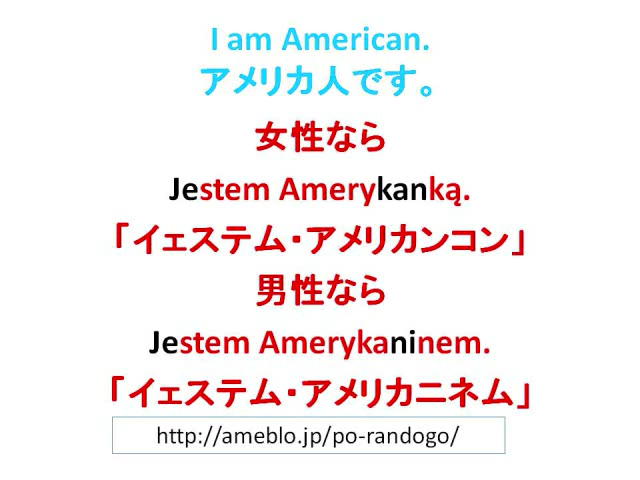 I am American.
アメリカ人です。
女性なら
Jestem Amerykanką.
「イェステム・アメリカンコン」
男性なら
Jestem Amerykaninem.
「イェステム・アメリカニネム」
http://ameblo.jp/po-randogo/